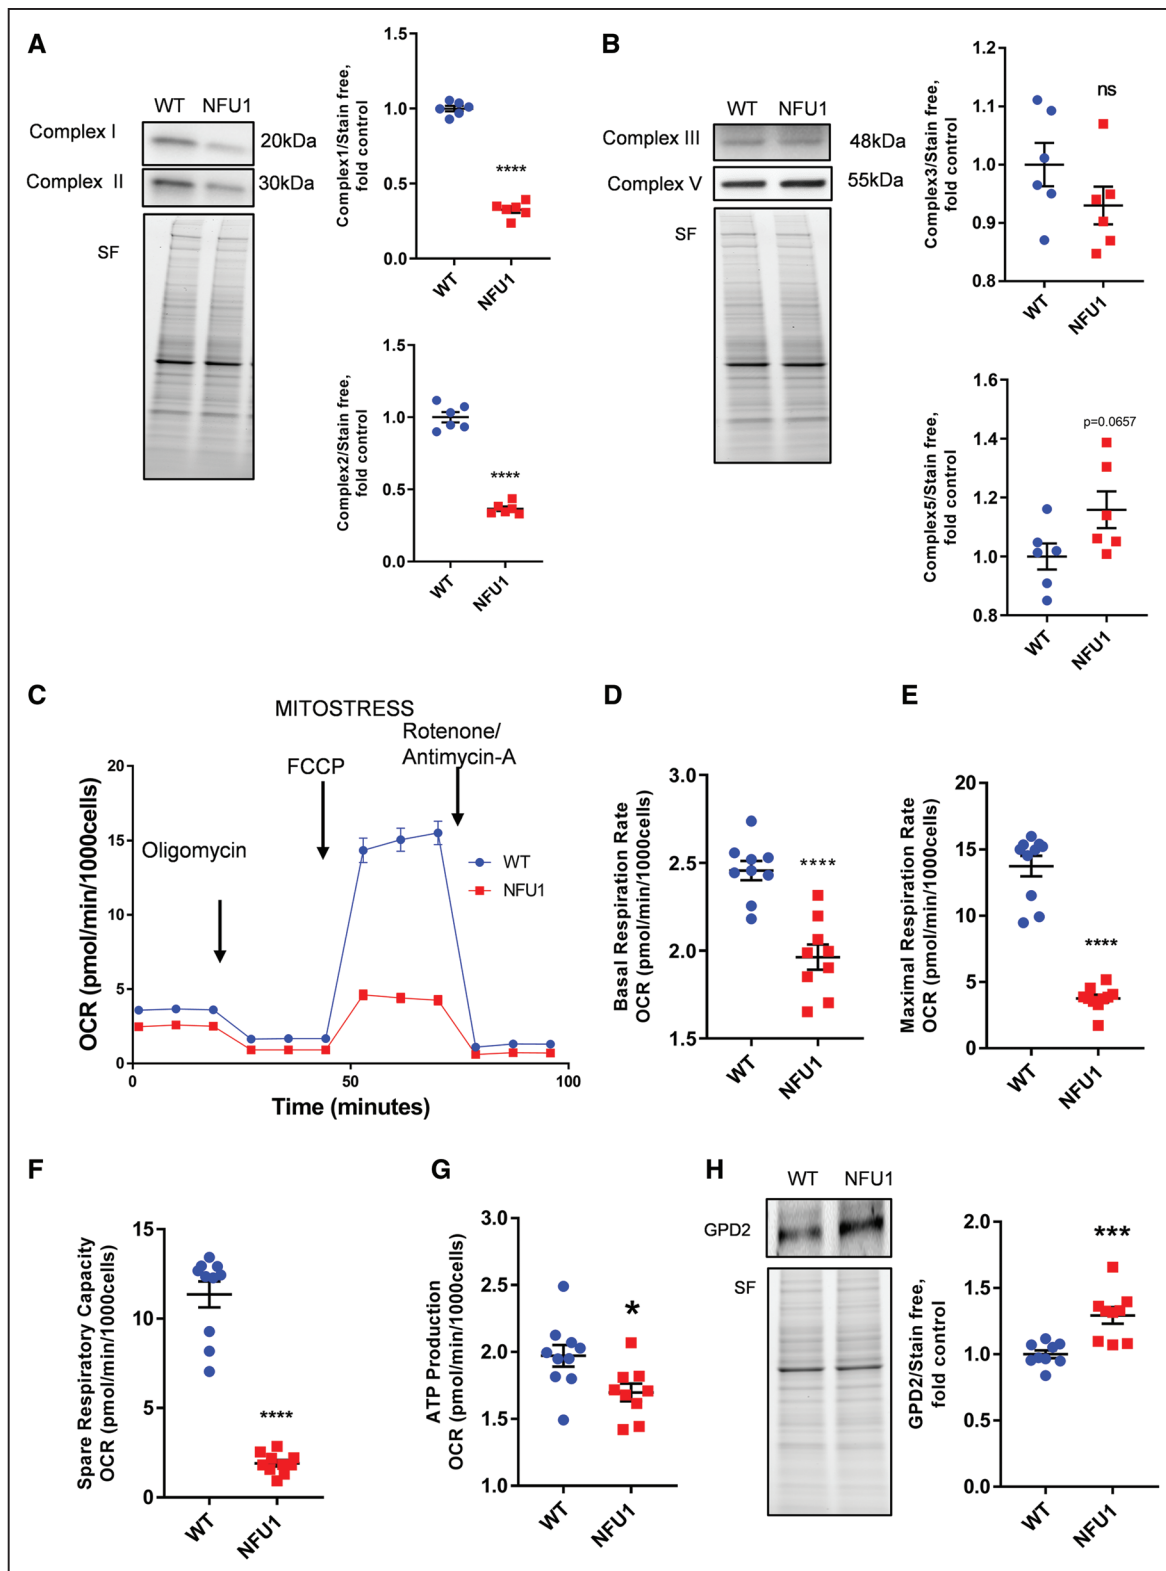 A
WT NFU1
Complex I
20kDa
Complex II
30kDa
SF
Complex1/Stain free,
fold control
1.5
1.0
0.5
0.0
****
WT
NFU1
Complex2/Stain free,
fold control
1.5
1.0
0.5
0.0
****
WT
NFU1
B
WT NFU1
Complex III
48kDa
Complex V
55kDa
SF
Complex3/Stain free,
fold control
1.2
1.1
1.0
0.9
0.8
ns
WT
NFU1
Complex5/Stain free,
fold control
1.6
1.4
1.2
1.0
0.8
p=0.0657
WT
NFU1
C
MITOSTRESS
Rotenone/
Antimycin-A
FCCP
Oligomycin
OCR (pmol/min/1000cells)
20
15
10
5
0
WT
NFU1
0
50
100
Time (minutes)
D
Basal Respiration Rate
OCR (pmol/min/1000cells)
3.0
2.5
2.0
1.5
****
WT
NFU1
E
Maximal Respiration Rate
OCR (pmol/min/1000cells)
20
15
10
5
0
****
WT
NFU1
F
Spare Respiratory Capacity
OCR (pmol/min/1000cells)
15
10
5
0
****
WT
NFU1
G
ATP Production
OCR (pmol/min/1000cells)
3.0
2.5
2.0
1.5
1.0
*
WT
NFU1
H
WT NFU1
GPD2
SF
GPD2/Stain free,
fold control
2.0
1.5
1.0
0.5
0.0
***
WT
NFU1